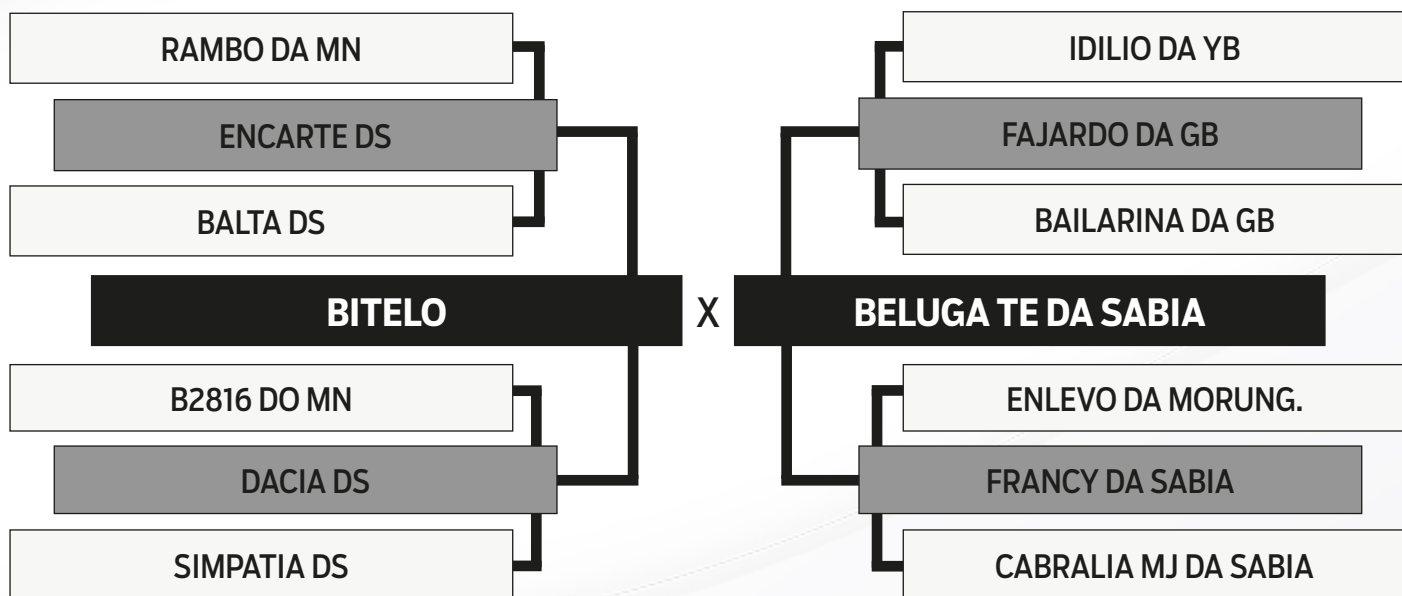 RAMBO DA MN
ENCARTE DS
BALTA DS
BITELO
B2816 DO MN
DACIA DS
SIMPATIA DS
X
IDILIO DA YB
FAJARDO DA GB
BAILARINA DA GB
BELUGA TE DA SABIA
ENLEVO DA MORUNG.
FRANCY DA SABIA
CABRALIA MJ DA SABIA